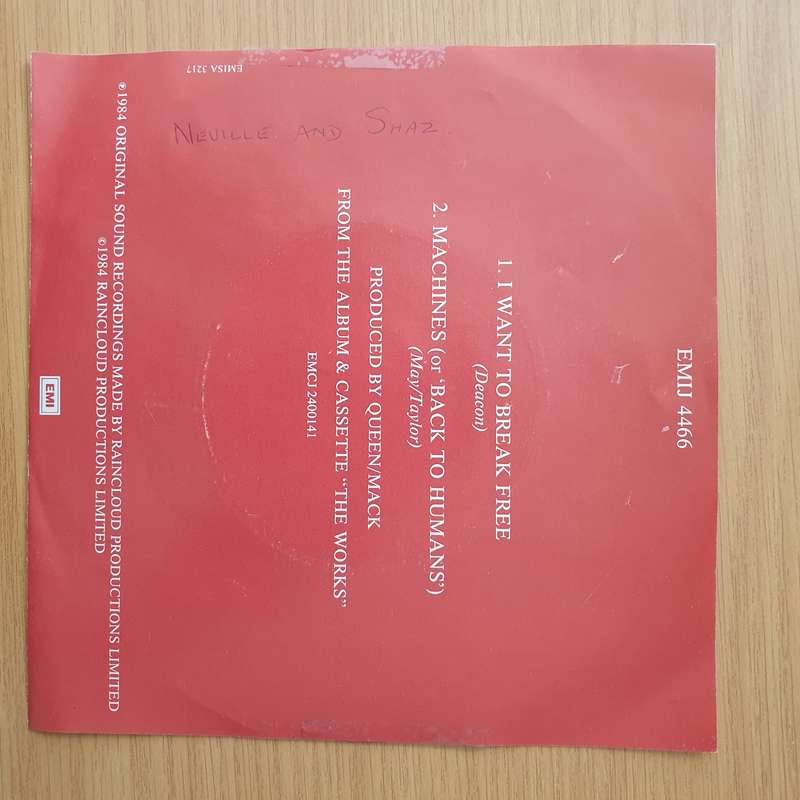 EMIJ 4466
1. I WANT TO BREAK FREE
(Deacon)
2. MACHINES (or 'BACK TO HUMANS')
(May/Taylor)
PRODUCED BY QUEEN/MACK
FROM THE ALBUM & CASSETTE "THE WORKS"
EMCJ 2400141
NEVILLE AND SHAZ.
℗1984 ORIGINAL SOUND RECORDINGS MADE BY RAINCLOUD PRODUCTIONS LIMITED
©1984 RAINCLOUD PRODUCTIONS LIMITED
EMI
EMISA 3217